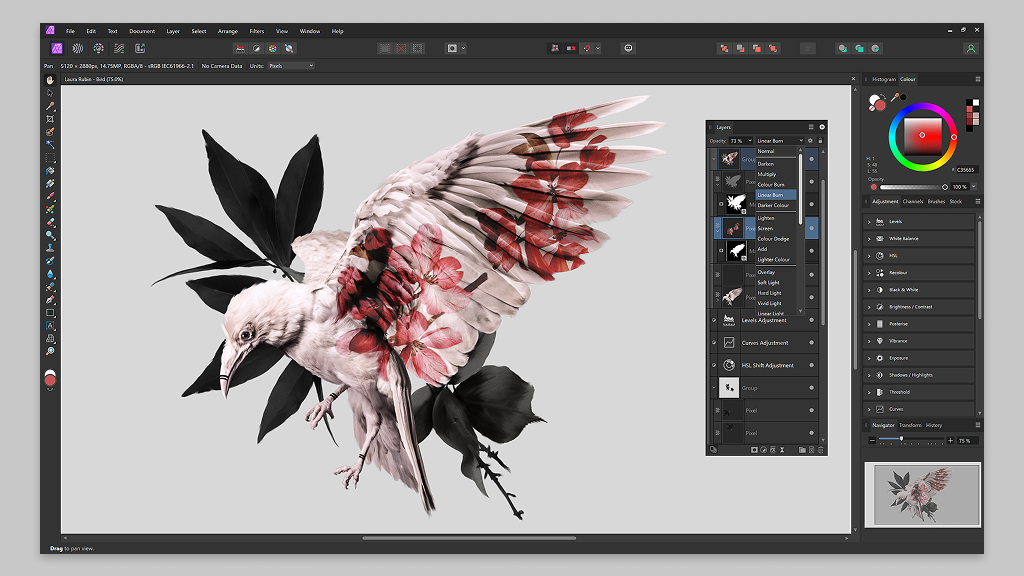 File Edit Text Document Layer Select Arrange Filters View Window Help
Pan 5120 × 2880px, 14.75MP, RGBA/8 - sRGB IEC61966-2.1 No Camera Data Units: Pixels
Laura Rubin - Bird (75.0%)
Layers
Opacity: 73 % Linear Burn
Normal
Darken
Multiply
Colour Burn
Linear Burn
Darker Colour
Lighten
Screen
Colour Dodge
Add
Lighter Colour
Overlay
Soft Light
Hard Light
Vivid Light
Linear Light
Levels Adjustment
Curves Adjustment
HSL Shift Adjustment
Group
Pixel
Pixel
Histogram Colour
H: 1
S: 48
L: 55
# C35655
Opacity
100 %
Adjustment Channels Brushes Stock
Levels
White Balance
HSL
Recolour
Black & White
Brightness / Contrast
Posterise
Vibrance
Exposure
Shadows / Highlights
Threshold
Curves
Navigator Transform History
75 %
Drag to pan view.